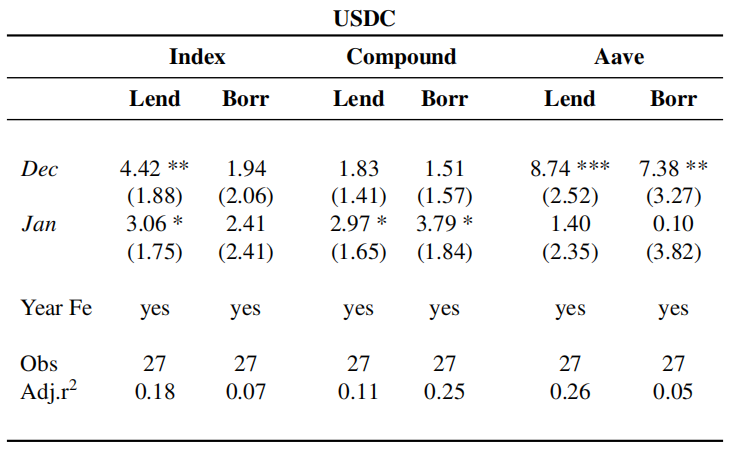 USDC
Index Compound Aave
Lend Borr Lend Borr Lend Borr
Dec 4.42 ** 1.94 1.83 1.51 8.74 *** 7.38 **
(1.88) (2.06) (1.41) (1.57) (2.52) (3.27)
Jan 3.06 * 2.41 2.97 * 3.79 * 1.40 0.10
(1.75) (2.41) (1.65) (1.84) (2.35) (3.82)
Year Fe yes yes yes yes yes yes
Obs 27 27 27 27 27 27
Adj.r² 0.18 0.07 0.11 0.25 0.26 0.05